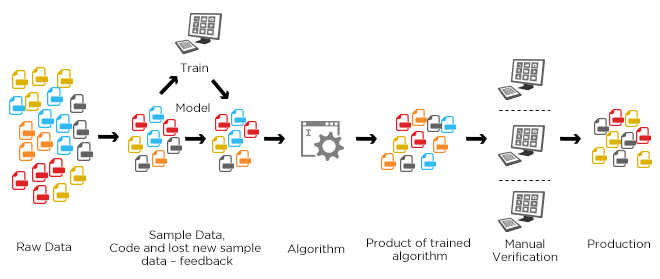 Train
Model
Raw Data
Sample Data,
Code and lost new sample
data – feedback
Algorithm
Product of trained
algorithm
Manual
Verification
Production